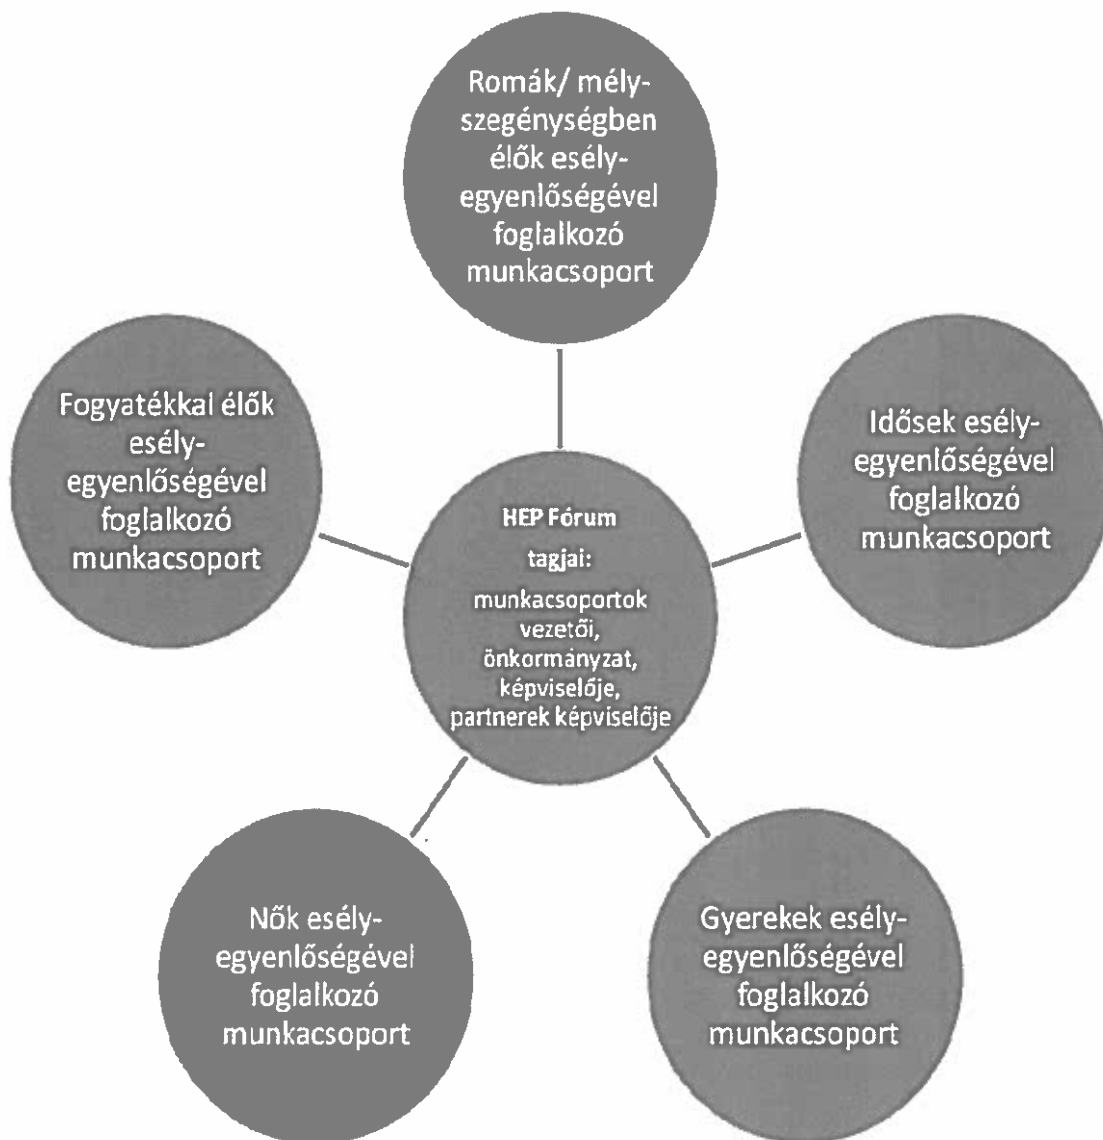 Romák/ mély-
szegénységben
élők esély-
egyenlőségével
foglalkozó
munkacsoport
Fogyatékkal élők
esély-
egyenlőségével
foglalkozó
munkacsoport
Idősek esély-
egyenlőségével
foglalkozó
munkacsoport
HEP Fórum
tagjai:
munkacsoportok
vezetői,
önkormányzat,
képviselője,
partnerek képviselője
Nők esély-
egyenlőségével
foglalkozó
munkacsoport
Gyerekek esély-
egyenlőségével
foglalkozó
munkacsoport